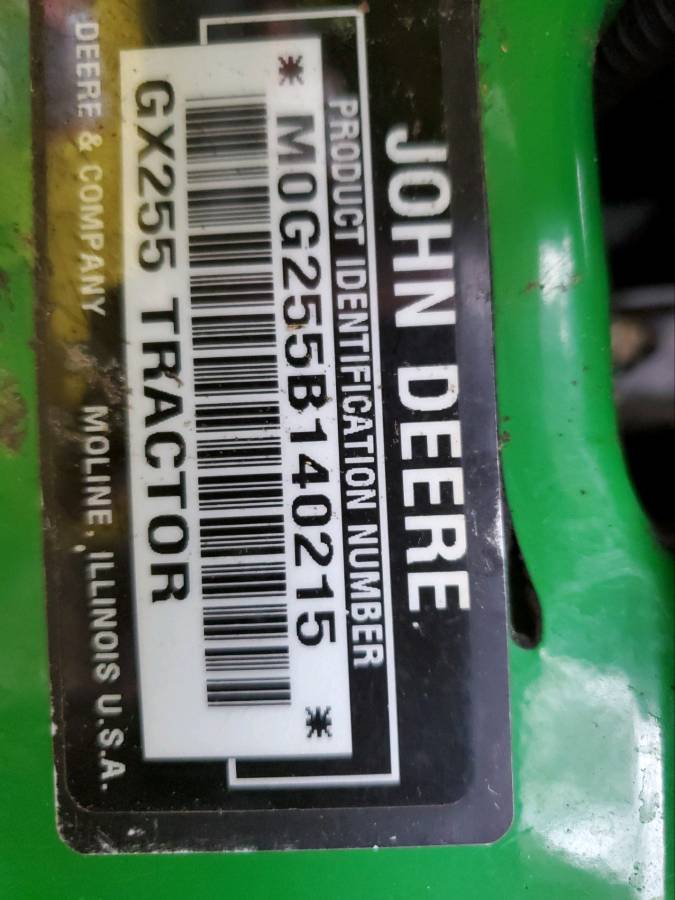 JOHN DEERE
PRODUCT IDENTIFICATION NUMBER
*M0G255B140215 *
GX255 TRACTOR
DEERE & COMPANY MOLINE, ILLINOIS U.S.A.